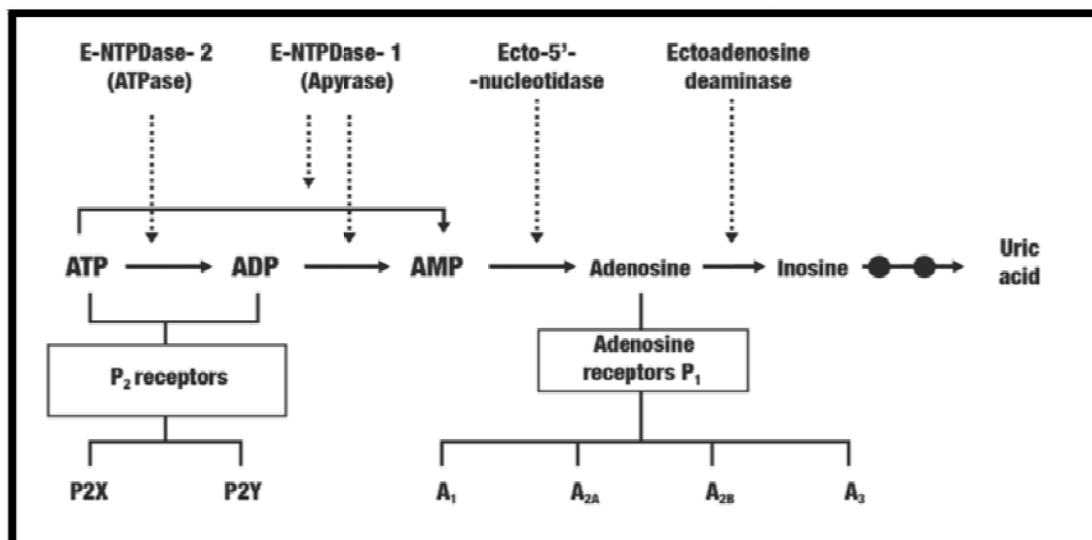 E-NTPDase- 2
(ATPase)
E-NTPDase- 1
(Apyrase)
Ecto-5'-
-nucleotidase
Ectoadenosine
deaminase
ATP
ADP
AMP
Adenosine
Inosine
Uric
acid
P₂ receptors
Adenosine
receptors P₁
P2X
P2Y
A₁
A₂A
A₂B
A₃